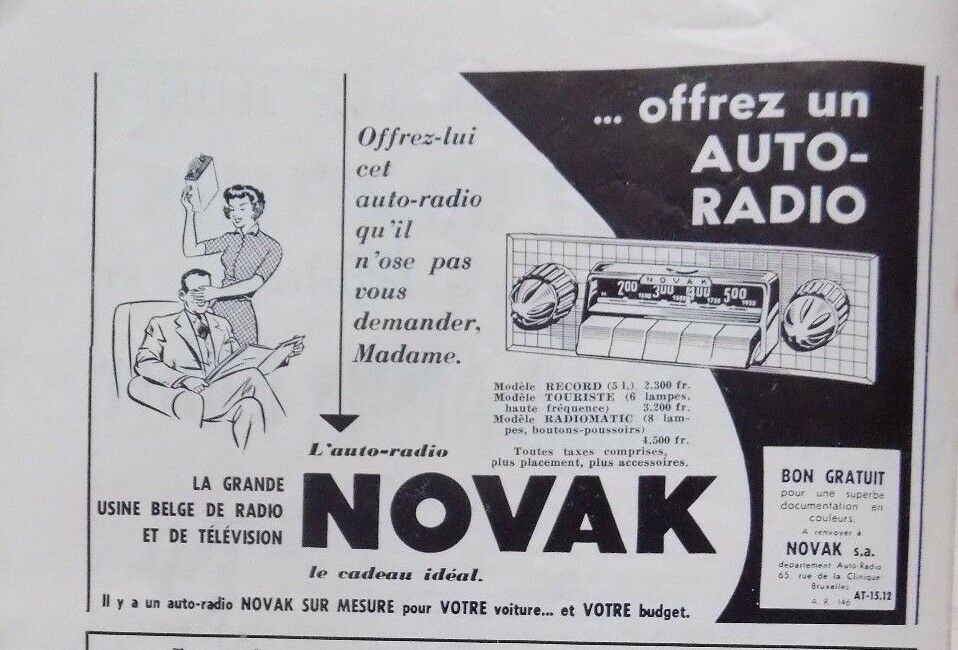 ... offrez un
AUTO-
RADIO
Offrez-lui
cet
auto-radio
qu'il
n'ose pas
vous
demander,
Madame.
NOVAK
200 300 400 500
Modèle RECORD (5 l.) 2.300 fr.
Modèle TOURISTE (6 lampes,
haute fréquence) 3.200 fr.
Modèle RADIOMATIC (8 lam-
pes, boutons-poussoirs)
4.500 fr.
Toutes taxes comprises,
plus placement, plus accessoires.
L'auto-radio
NOVAK
le cadeau idéal.
LA GRANDE
USINE BELGE DE RADIO
ET DE TÉLÉVISION
Il y a un auto-radio NOVAK SUR MESURE pour VOTRE voiture... et VOTRE budget.
BON GRATUIT
pour une superbe
documentation en
couleurs.
A renvoyer à
NOVAK s.a.
département Auto-Radio
65, rue de la Clinique
Bruxelles
A. R. 146 AT-15.12